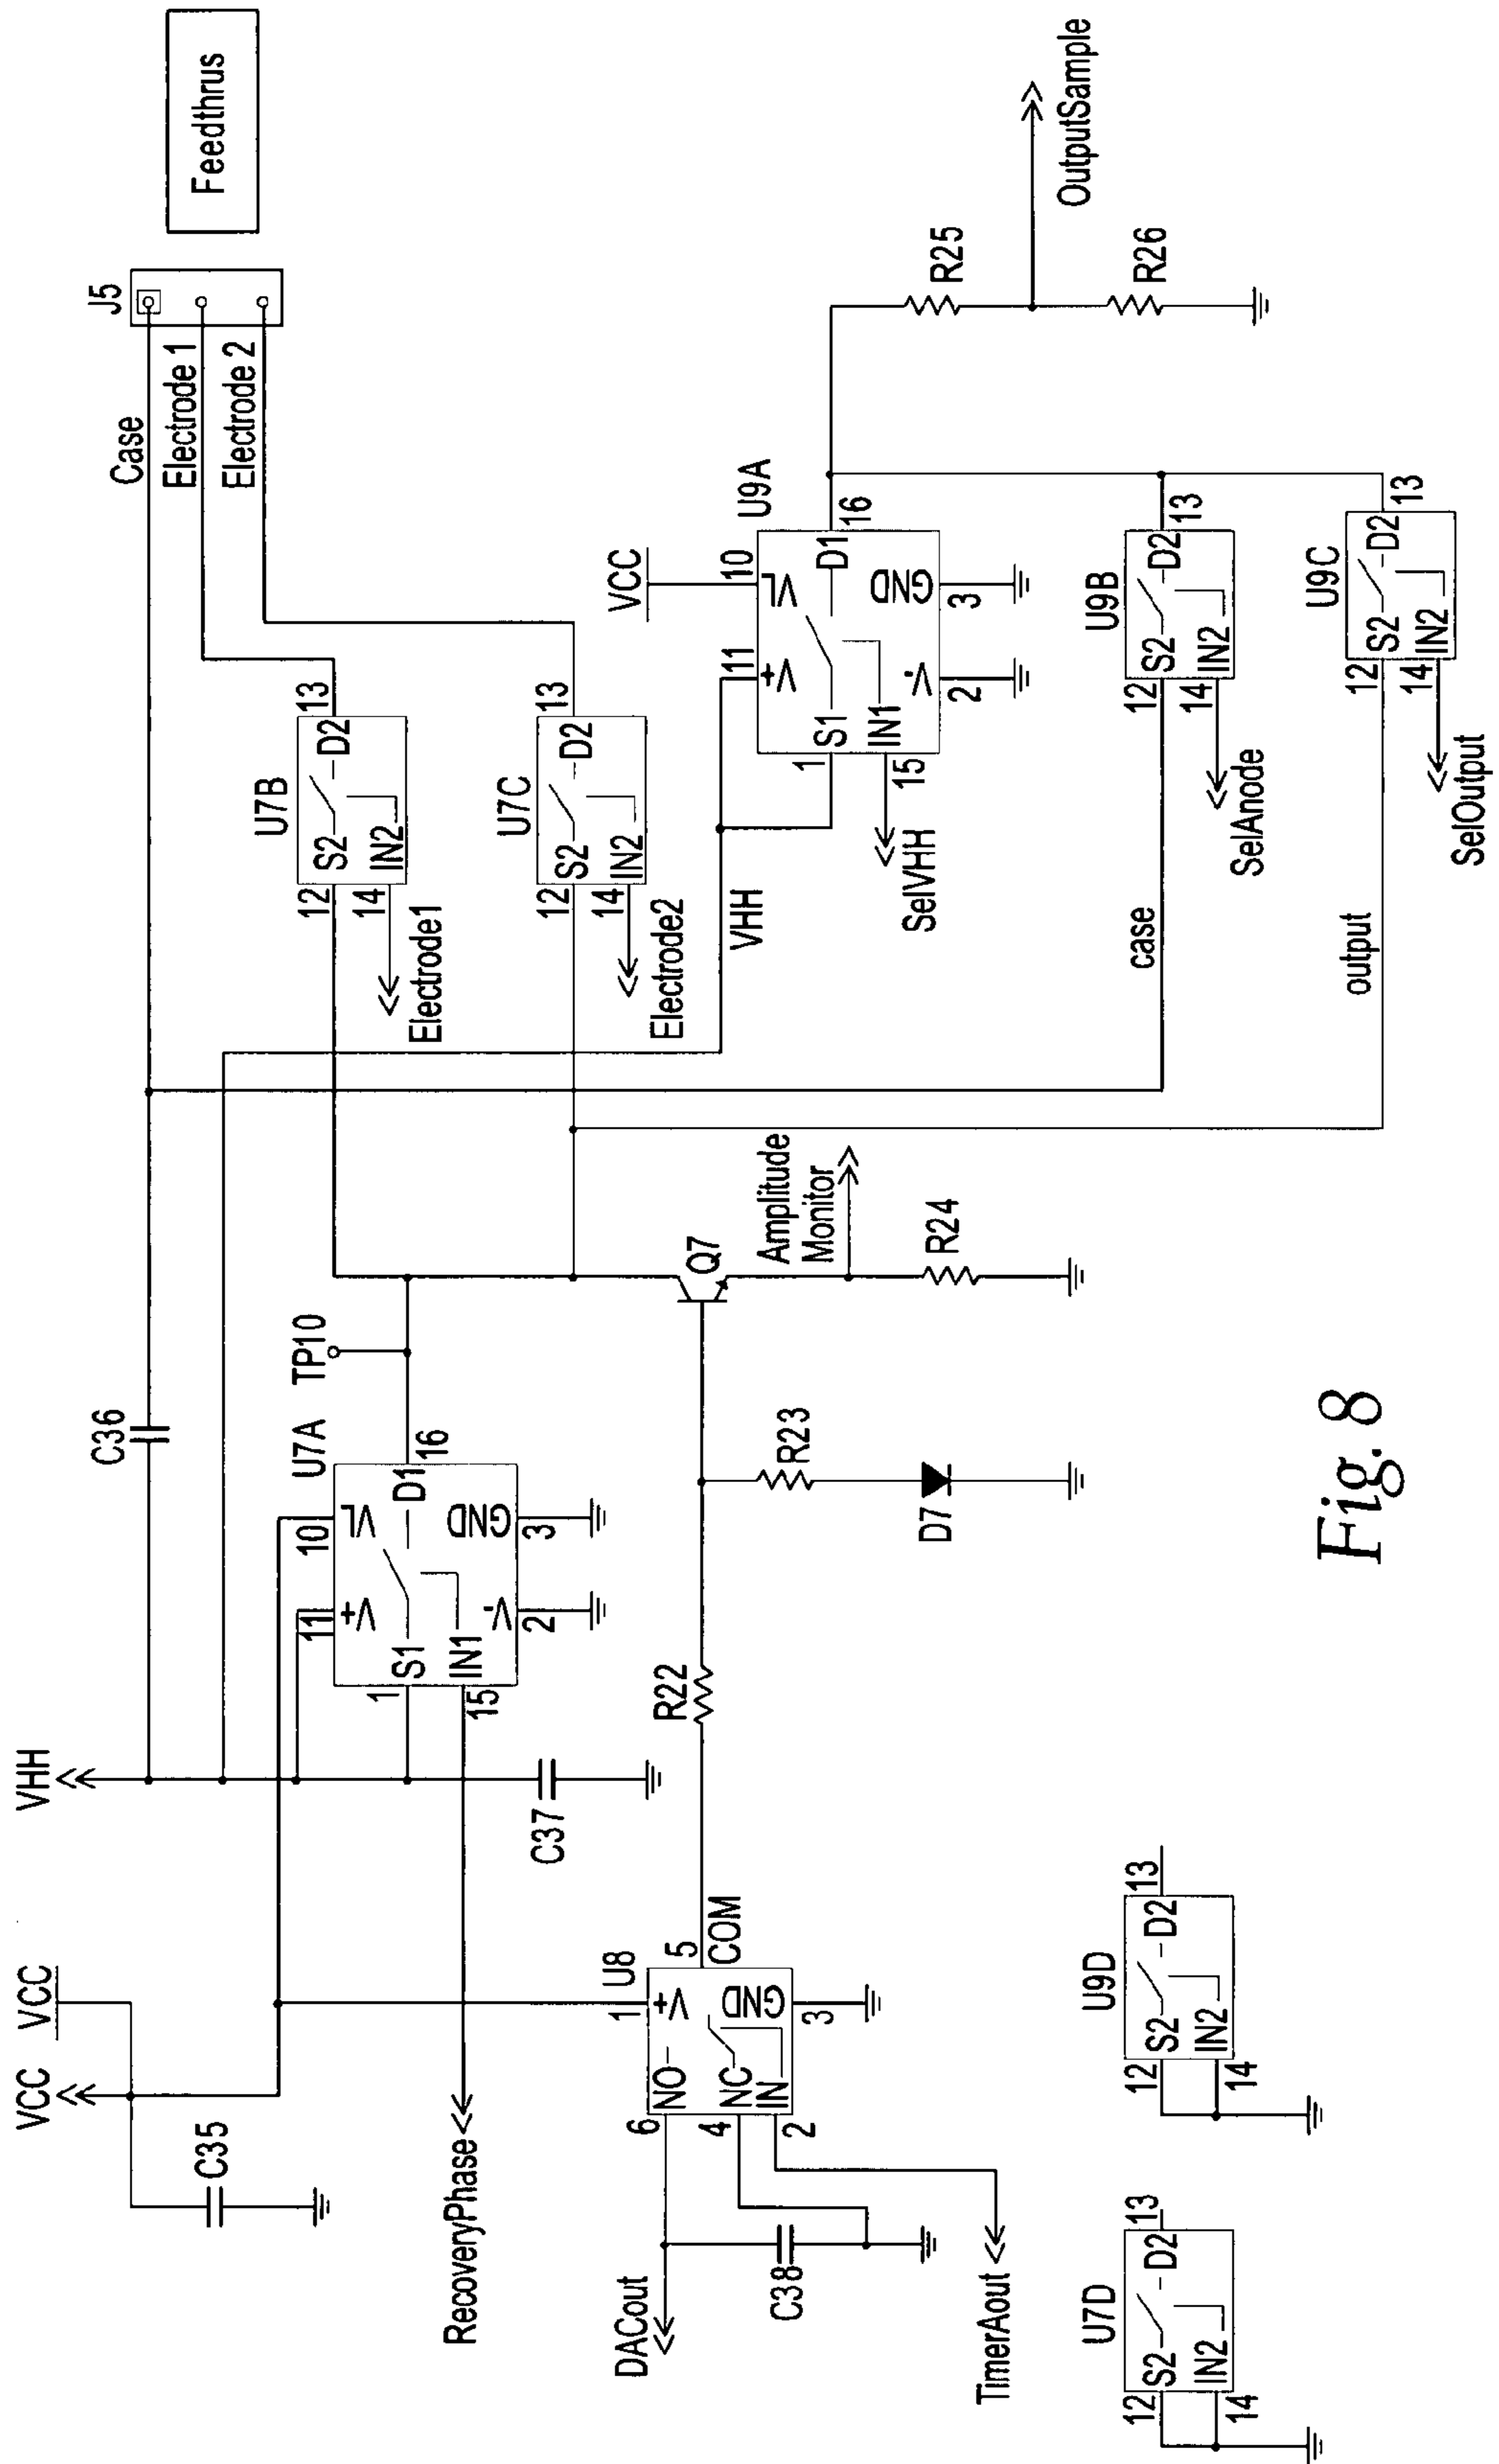 VCC
VCC
VHH
C35
C36
J5
Feedthrus
Case
Electrode 1
Electrode 2
RecoveryPhase
C37
U7A
11
10
V+
VL
1
S1
D1
16
15
IN1
V-
GND
2
3
TP10
U7B
12
S2
D2
13
14
IN2
Electrode1
U7C
12
S2
D2
13
14
IN2
Electrode2
DACout
C38
TimerAout
U8
1
V+
6
NO
5
COM
4
NC
IN
2
GND
3
R22
R23
D7
Q7
Amplitude
Monitor
R24
VHH
VCC
U9A
11
10
V+
VL
1
S1
D1
16
15
IN1
V-
GND
2
3
SelVHH
R25
OutputSample
R26
case
U9B
12
S2
D2
13
14
IN2
SelAnode
output
U9C
12
S2
D2
13
14
IN2
SelOutput
U7D
12
S2
D2
13
14
IN2
U9D
12
S2
D2
13
14
IN2
Fig. 8